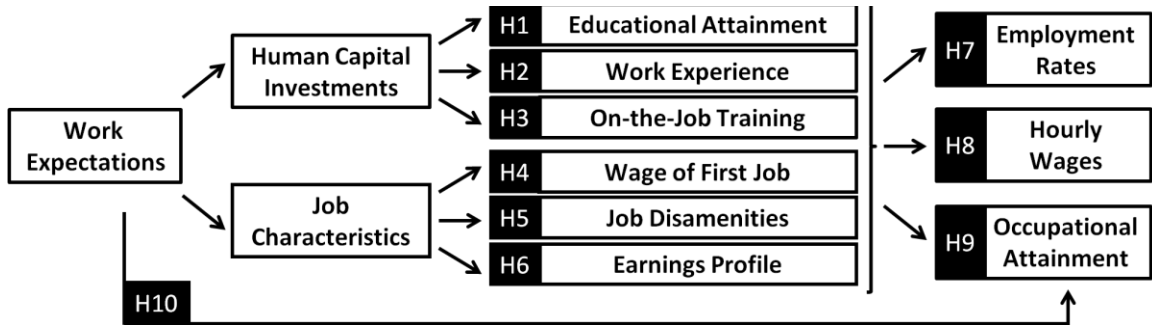 Work
Expectations
Human Capital
Investments
Job
Characteristics
H1 Educational Attainment
H2 Work Experience
H3 On-the-Job Training
H4 Wage of First Job
H5 Job Disamenities
H6 Earnings Profile
H7 Employment
Rates
H8 Hourly
Wages
H9 Occupational
Attainment
H10